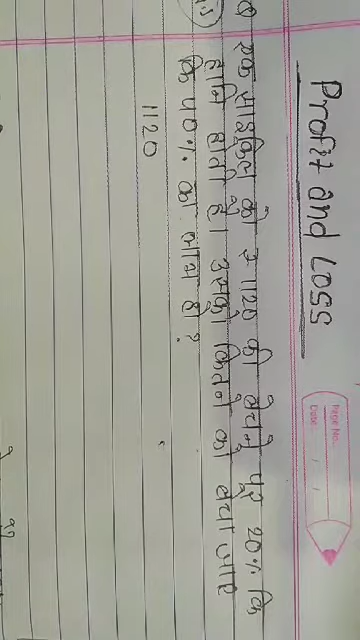 Page No.
Date: / /
Profit and Loss
एक साइकिल को ₹ 1120 की बेचने पर 20% कि
हानि होती है। उसको कितने को बेचा जाए
कि 40% का लाभ हो?
1120